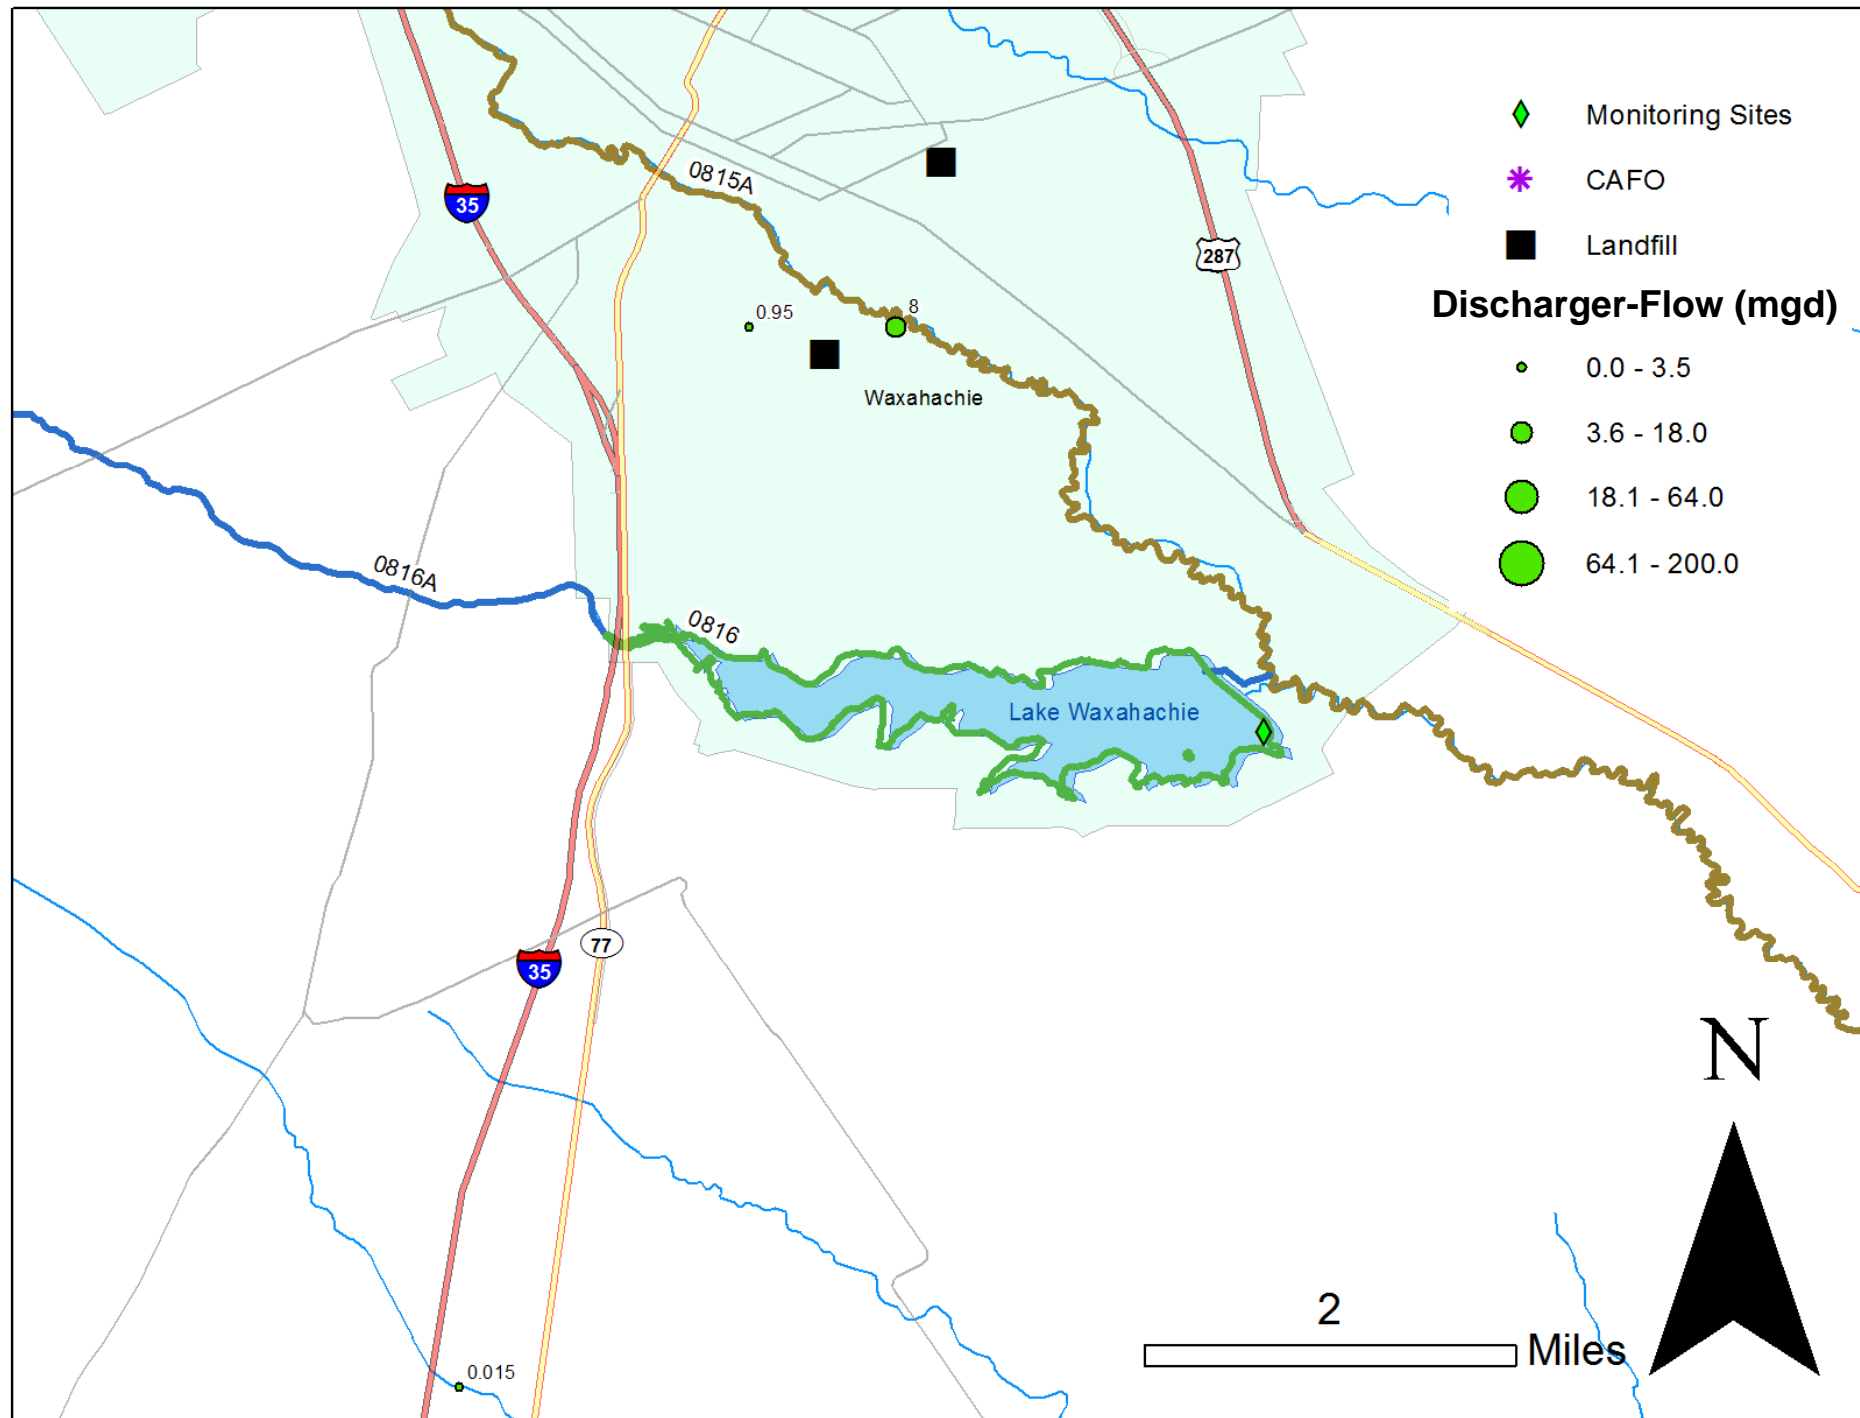 Monitoring Sites
CAFO
Landfill
Discharger-Flow (mgd)
0.0 - 3.5
3.6 - 18.0
18.1 - 64.0
64.1 - 200.0
0815A
35
287
0.95
8
Waxahachie
0816A
0816
Lake Waxahachie
77
35
N
2
Miles
0.015